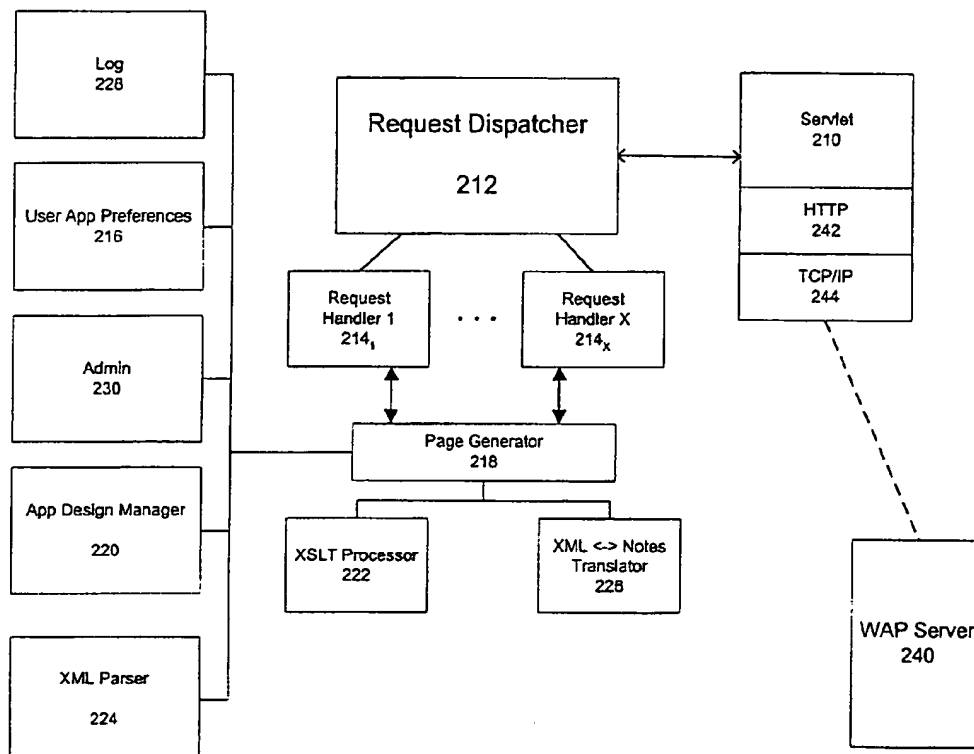 Log
228
User App Preferences
216
Admin
230
App Design Manager
220
XML Parser
224
Request Dispatcher
212
Request
Handler 1
214₁
. . .
Request
Handler X
214ₓ
Page Generator
218
XSLT Processor
222
XML <-> Notes
Translator
226
Servlet
210
HTTP
242
TCP/IP
244
WAP Server
240